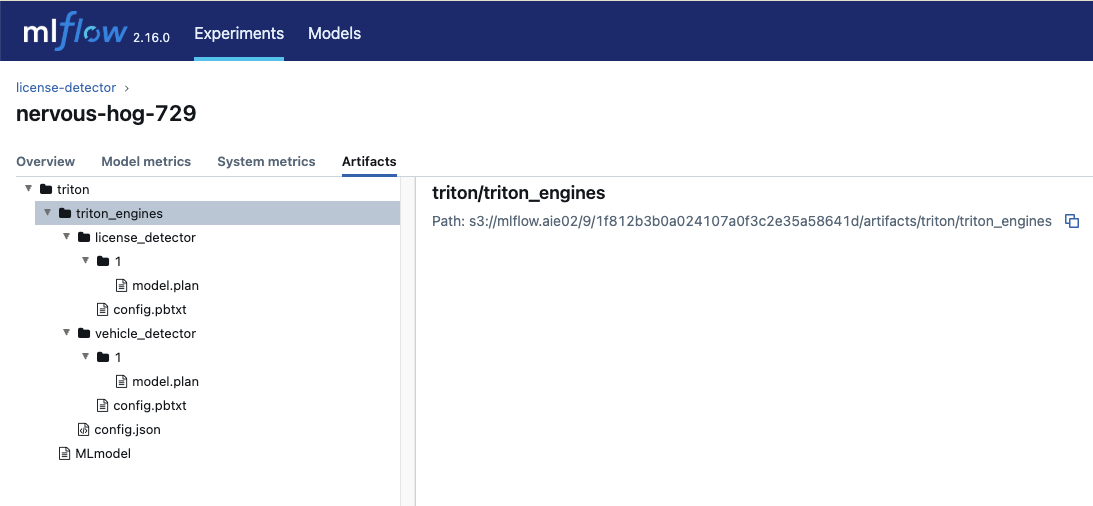 mlflow 2.16.0 Experiments Models
license-detector ›
nervous-hog-729
Overview Model metrics System metrics Artifacts
triton
triton_engines
license_detector
1
model.plan
config.pbtxt
vehicle_detector
1
model.plan
config.pbtxt
config.json
MLmodel
triton/triton_engines
Path: s3://mlflow.aie02/9/1f812b3b0a024107a0f3c2e35a58641d/artifacts/triton/triton_engines